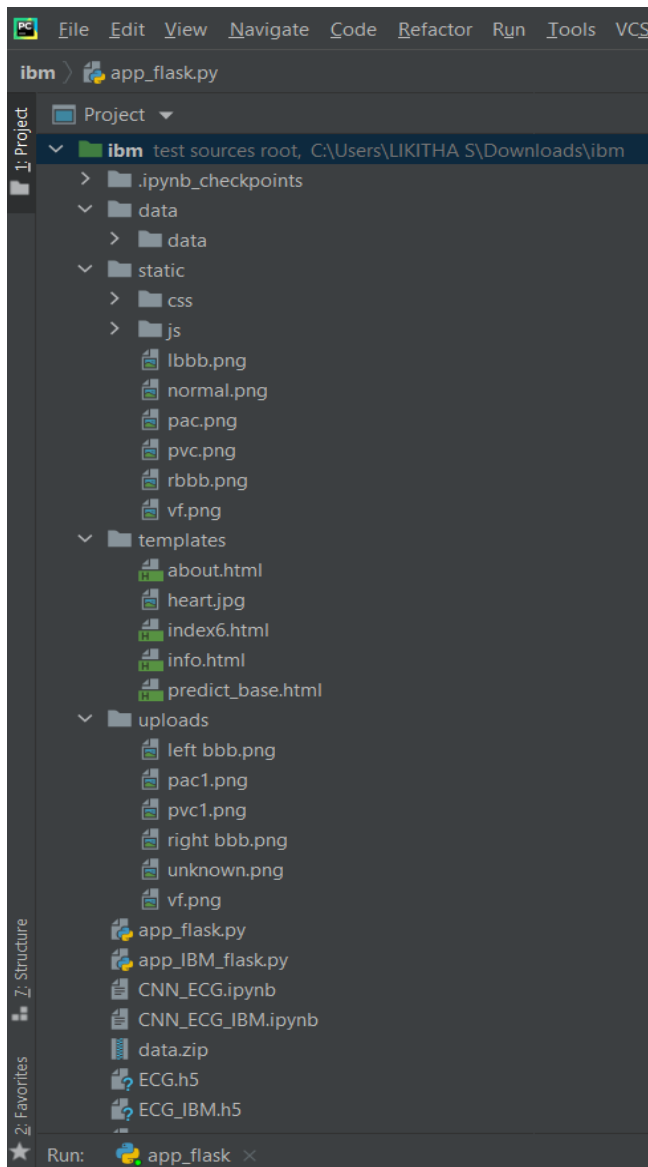 PC File Edit View Navigate Code Refactor Run Tools VCS
ibm app_flask.py
1: Project
Project
ibm test sources root, C:\Users\LIKITHA S\Downloads\ibm
.ipynb_checkpoints
data
data
static
css
js
lbbb.png
normal.png
pac.png
pvc.png
rbbb.png
vf.png
templates
about.html
heart.jpg
index6.html
info.html
predict_base.html
uploads
left bbb.png
pac1.png
pvc1.png
right bbb.png
unknown.png
vf.png
app_flask.py
app_IBM_flask.py
CNN_ECG.ipynb
CNN_ECG_IBM.ipynb
data.zip
ECG.h5
ECG_IBM.h5
7: Structure
2: Favorites
Run: app_flask